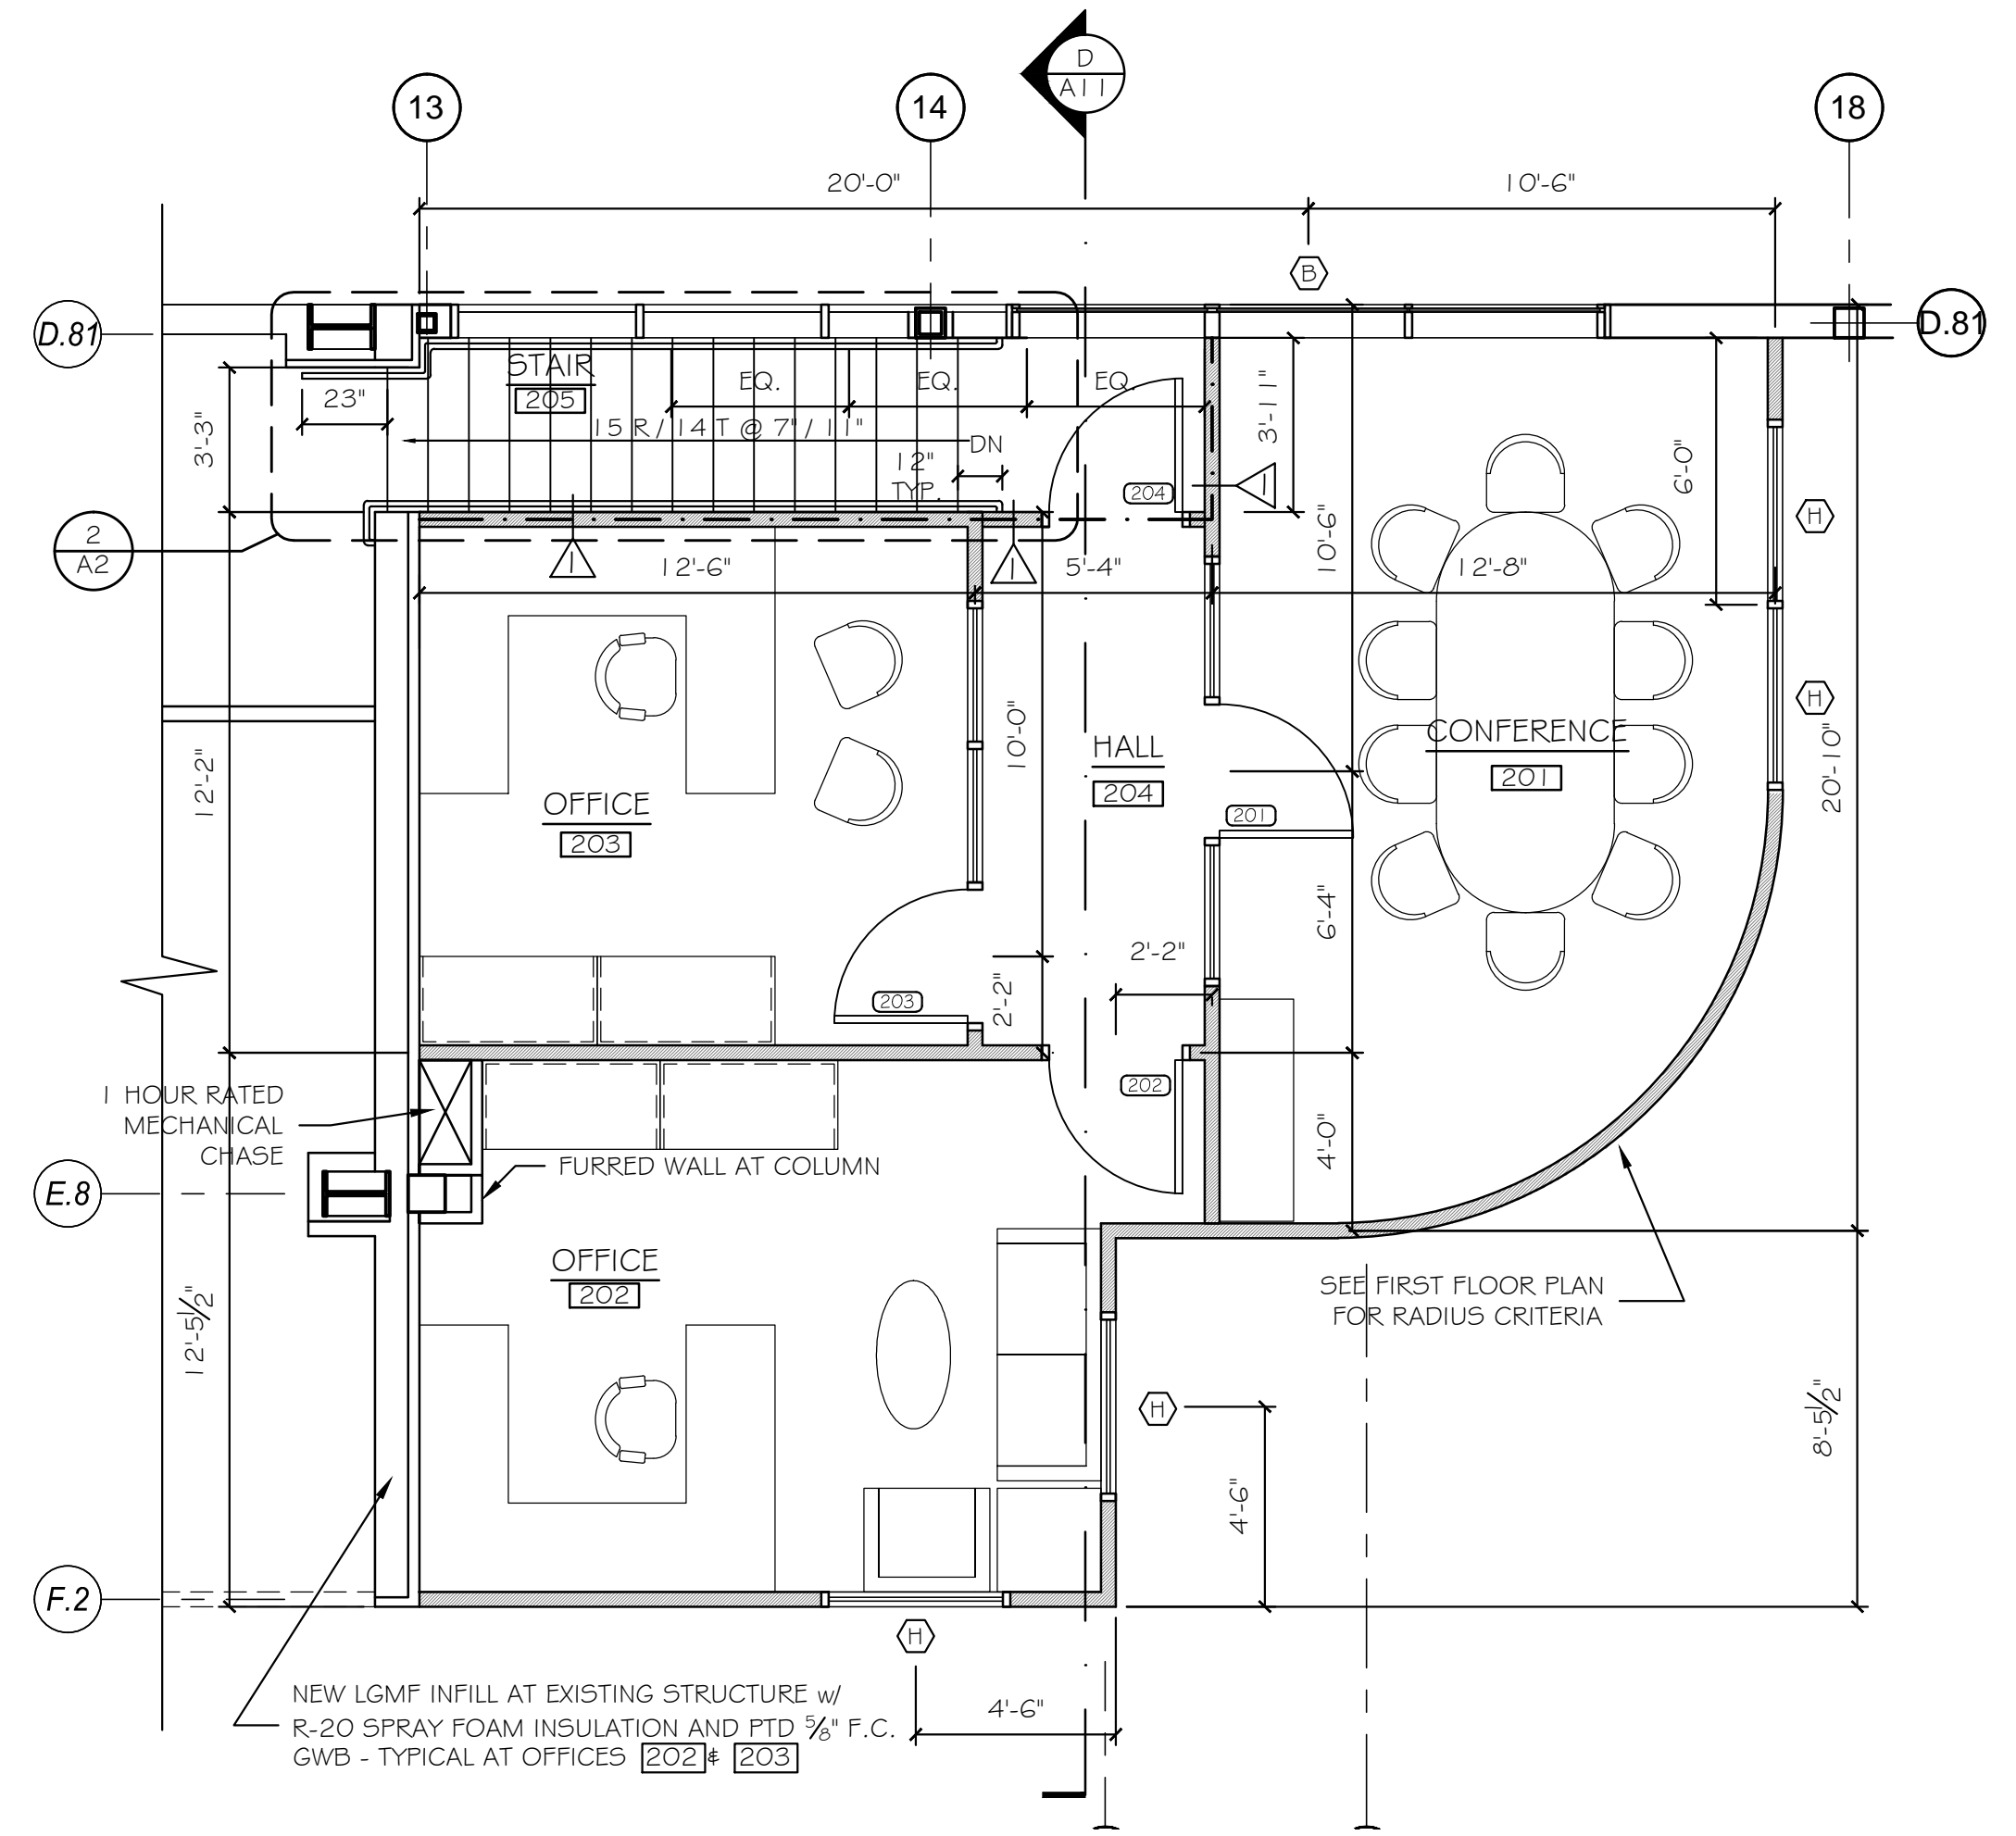 D
A11
13
14
18
20'-0"
10'-6"
B
D.81
D.81
STAIR
205
23"
EQ.
EQ.
EQ.
15 R / 14 T @ 7" / 11"
DN
12"
TYP.
3'-3"
3'-11"
204
1
6'-0"
H
2
A2
1
12'-6"
1
5'-4"
10'-6"
12'-8"
H
12'-2"
10'-0"
HALL
204
CONFERENCE
201
20'-10"
OFFICE
203
201
6'-4"
2'-2"
203
2'-2"
1 HOUR RATED
MECHANICAL
CHASE
202
4'-0"
FURRED WALL AT COLUMN
E.8
OFFICE
202
SEE FIRST FLOOR PLAN
FOR RADIUS CRITERIA
12'-5½"
H
8'-5½"
4'-6"
F.2
H
4'-6"
NEW LGMF INFILL AT EXISTING STRUCTURE w/
R-20 SPRAY FOAM INSULATION AND PTD ⅝" F.C.
GWB - TYPICAL AT OFFICES 202 & 203